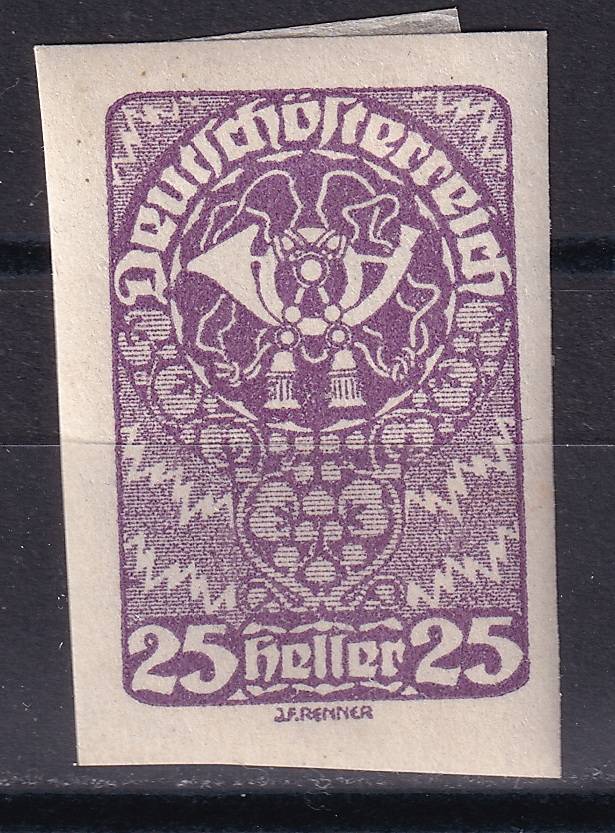 Deutschösterreich
25 heller 25
J.F.RENNER